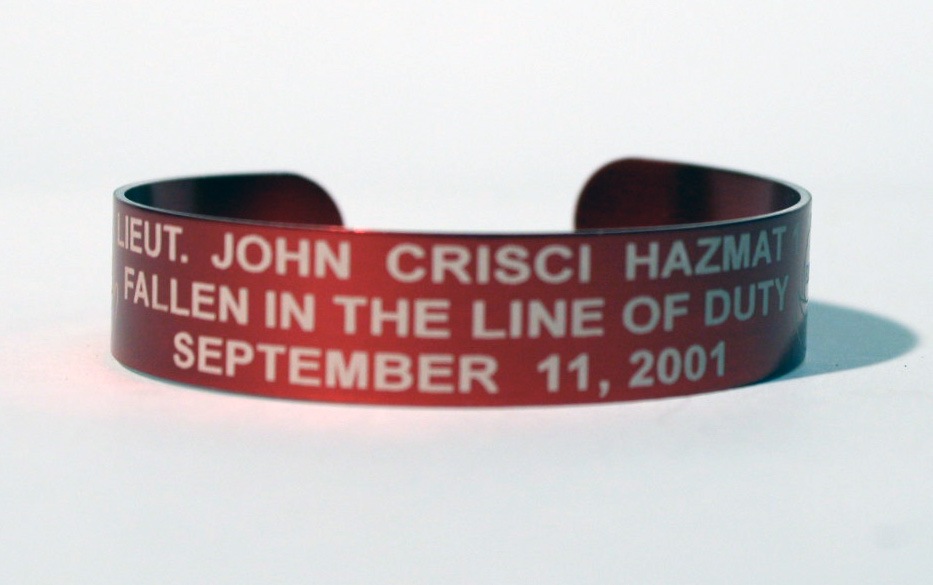 LIEUT. JOHN CRISCI HAZMAT
FALLEN IN THE LINE OF DUTY
SEPTEMBER 11, 2001